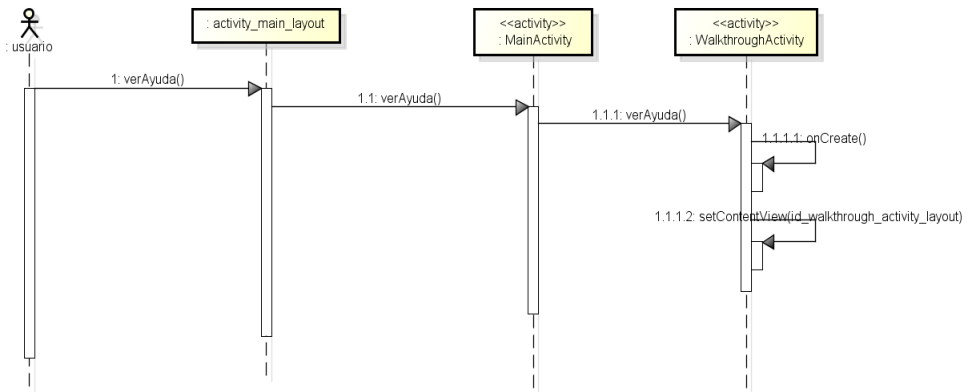 : usuario
: activity_main_layout
<<activity>>
: MainActivity
<<activity>>
: WalkthroughActivity
1: verAyuda()
1.1: verAyuda()
1.1.1: verAyuda()
1.1.1.1: onCreate()
1.1.1.2: setContentView(id_walkthrough_activity_layout)